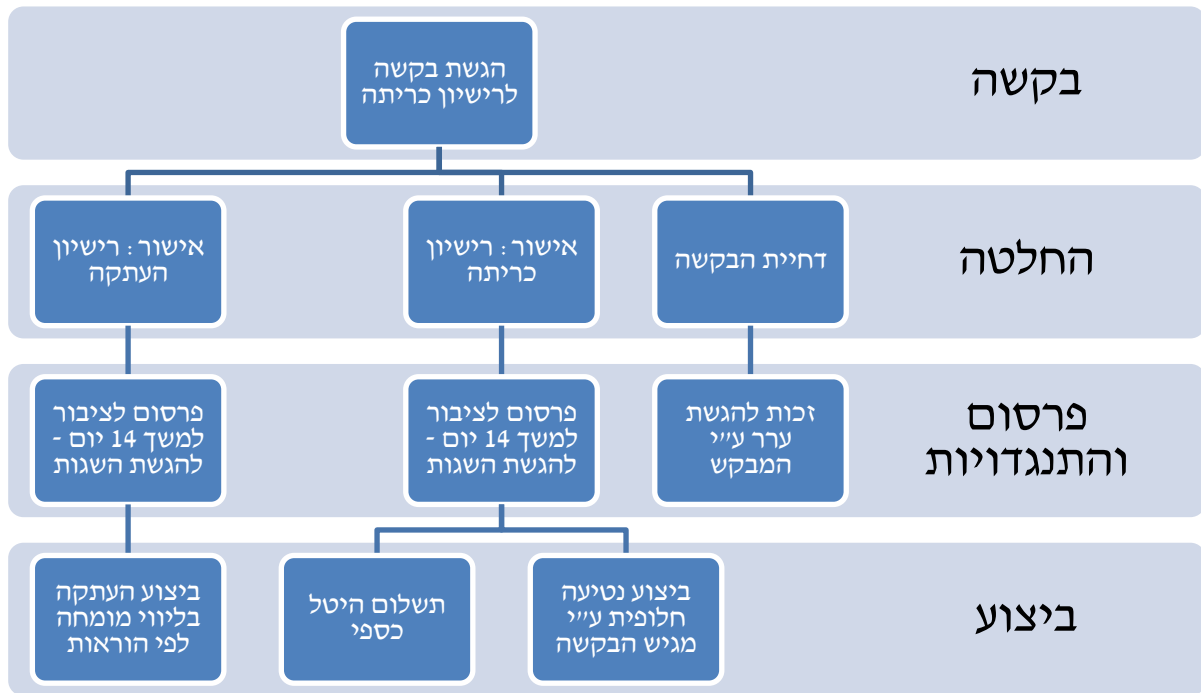 בקשה
הגשת בקשה
לרישיון כריתה
החלטה
דחיית הבקשה
אישור: רישיון
כריתה
אישור: רישיון
העתקה
פרסום
והתנגדויות
זכות להגשת
ערר ע"י
המבקש
פרסום לציבור
למשך 14 יום -
להגשת השגות
פרסום לציבור
למשך 14 יום -
להגשת השגות
ביצוע
ביצוע נטיעה
חלופית ע"י
מגיש הבקשה
תשלום היטל
כספי
ביצוע העתקה
בליווי מומחה
לפי הוראות